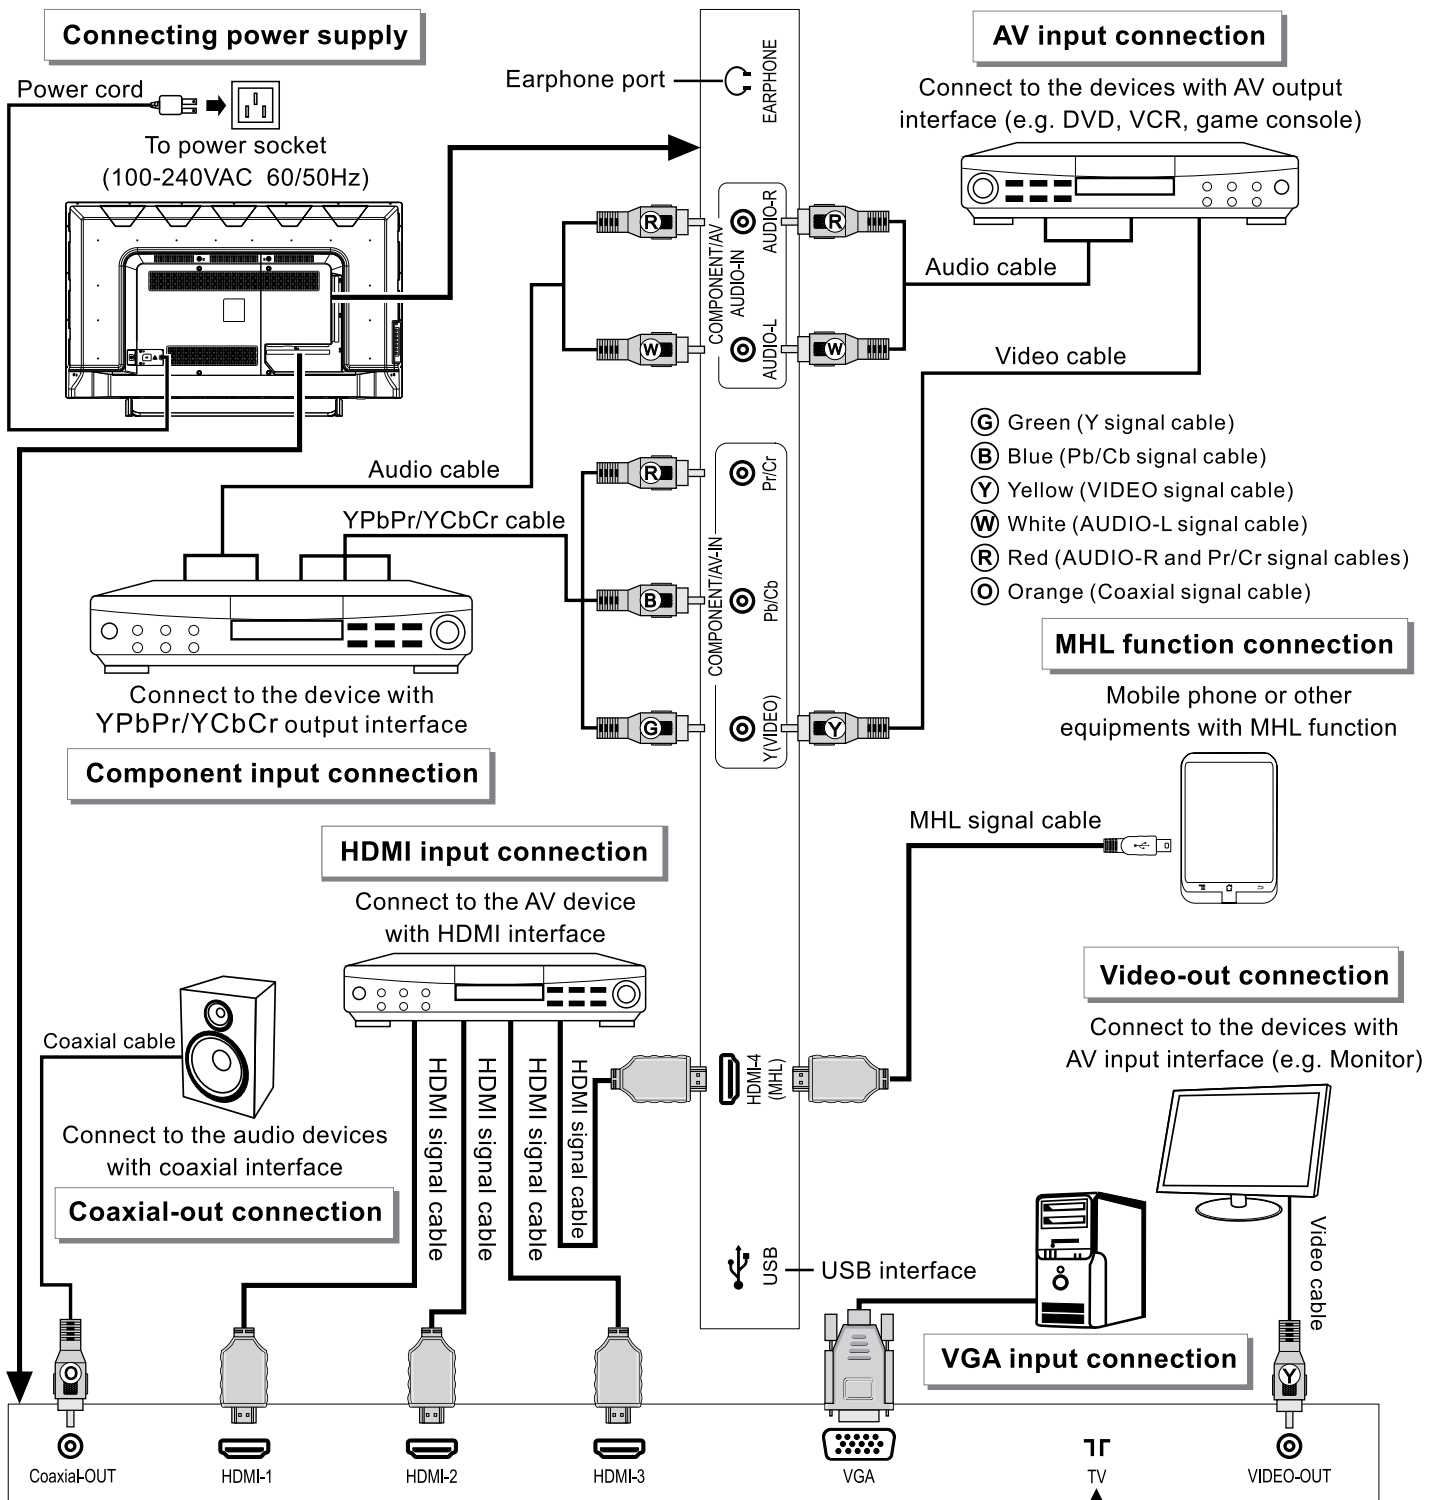 Connecting power supply
Power cord
To power socket
(100-240VAC 60/50Hz)
Earphone port
EARPHONE
AV input connection
Connect to the devices with AV output
interface (e.g. DVD, VCR, game console)
COMPONENT/AV
AUDIO-IN
AUDIO-R
AUDIO-L
R
R
W
W
Audio cable
Video cable
G Green (Y signal cable)
B Blue (Pb/Cb signal cable)
Y Yellow (VIDEO signal cable)
W White (AUDIO-L signal cable)
R Red (AUDIO-R and Pr/Cr signal cables)
O Orange (Coaxial signal cable)
Audio cable
YPbPr/YCbCr cable
R
B
G
Y
COMPONENT/AV-IN
Pr/Cr
Pb/Cb
Y(VIDEO)
Connect to the device with
YPbPr/YCbCr output interface
Component input connection
MHL function connection
Mobile phone or other
equipments with MHL function
MHL signal cable
HDMI input connection
Connect to the AV device
with HDMI interface
HDMI signal cable
HDMI signal cable
HDMI signal cable
HDMI signal cable
HDMI-4
(MHL)
Coaxial cable
Connect to the audio devices
with coaxial interface
Coaxial-out connection
Video-out connection
Connect to the devices with
AV input interface (e.g. Monitor)
Video cable
USB
USB interface
VGA input connection
O
Y
Coaxial-OUT
HDMI-1
HDMI-2
HDMI-3
VGA
TV
VIDEO-OUT